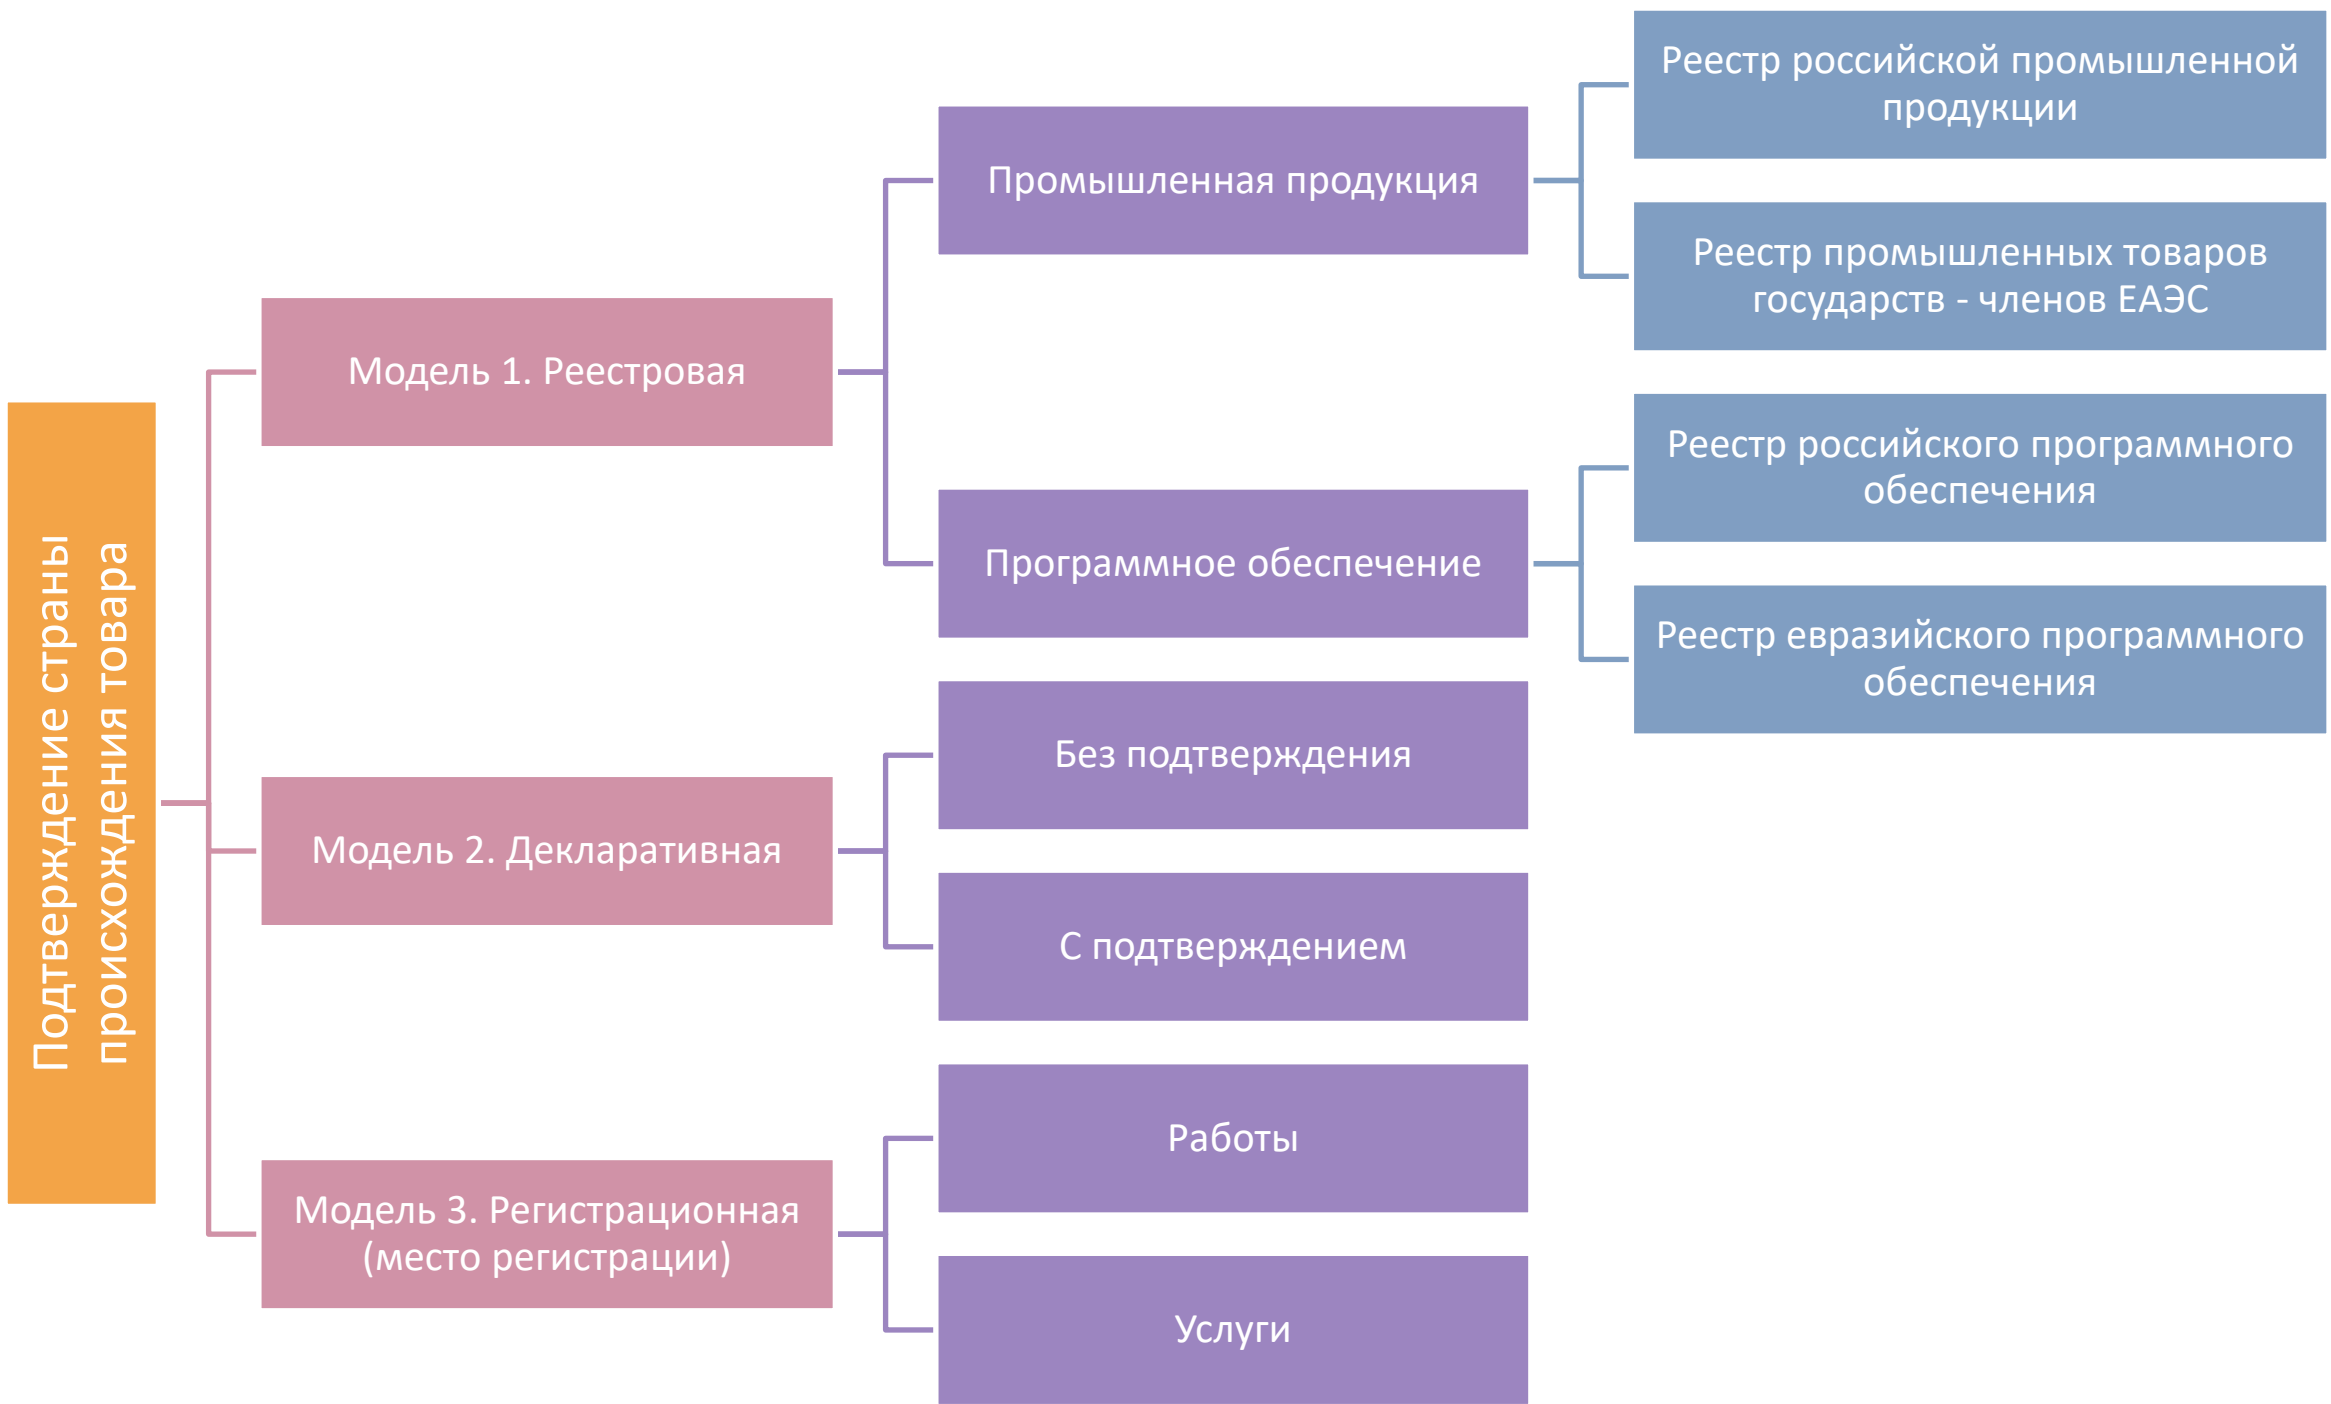 Подтверждение страны
происхождения товара
Модель 1. Реестровая
Промышленная продукция
Реестр российской промышленной
продукции
Реестр промышленных товаров
государств - членов ЕАЭС
Программное обеспечение
Реестр российского программного
обеспечения
Реестр евразийского программного
обеспечения
Модель 2. Декларативная
Без подтверждения
С подтверждением
Модель 3. Регистрационная
(место регистрации)
Работы
Услуги